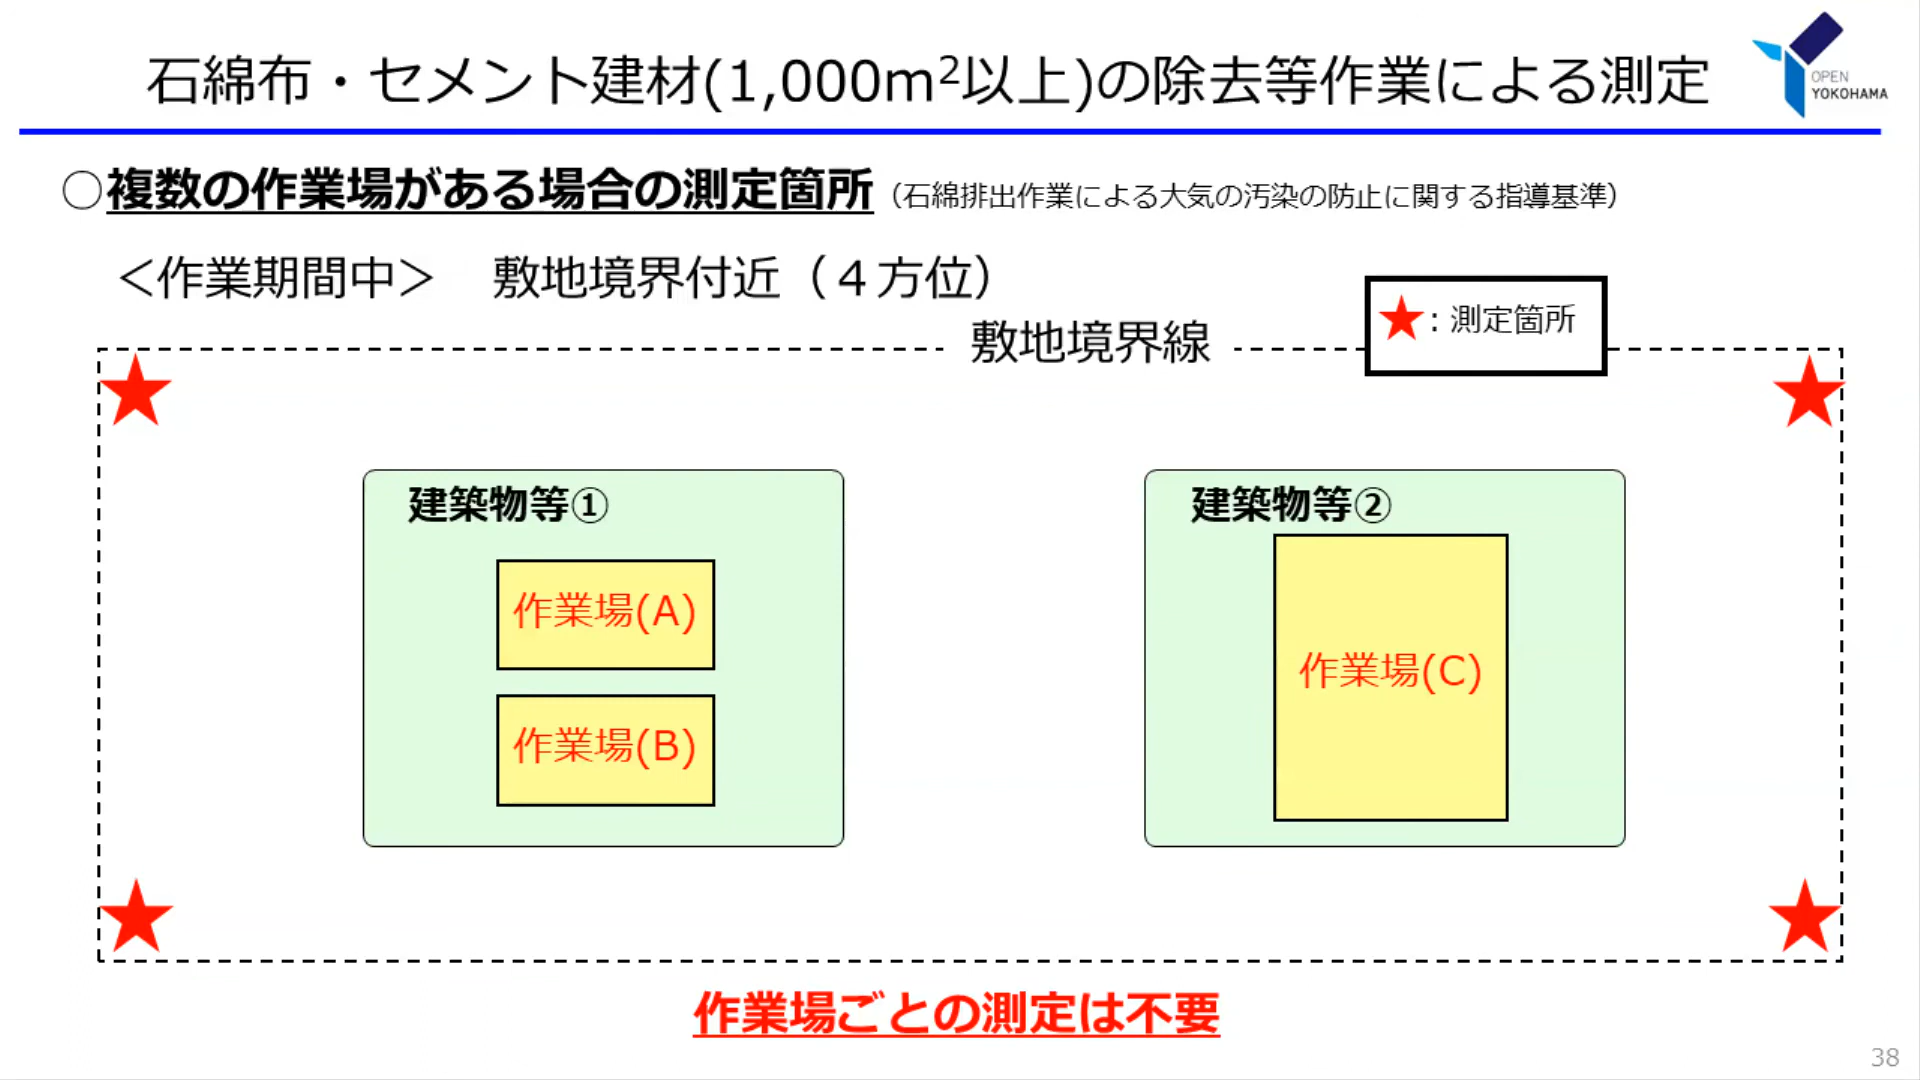 石綿布・セメント建材(1,000m2以上)の除去等作業による測定
OPEN
YOKOHAMA
○複数の作業場がある場合の測定箇所（石綿排出作業による大気の汚染の防止に関する指導基準）
＜作業期間中＞　敷地境界付近（４方位）
★：測定箇所
敷地境界線
建築物等①
作業場(A)
作業場(B)
建築物等②
作業場(C)
作業場ごとの測定は不要
38